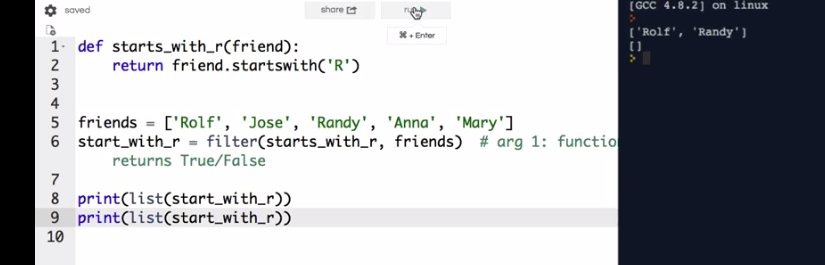 saved
share
run
⌘ + Enter
1 def starts_with_r(friend):
2 return friend.startswith('R')
3
4
5 friends = ['Rolf', 'Jose', 'Randy', 'Anna', 'Mary']
6 start_with_r = filter(starts_with_r, friends)  # arg 1: functio
returns True/False
7
8 print(list(start_with_r))
9 print(list(start_with_r))
10
[GCC 4.8.2] on linux
['Rolf', 'Randy']
[]